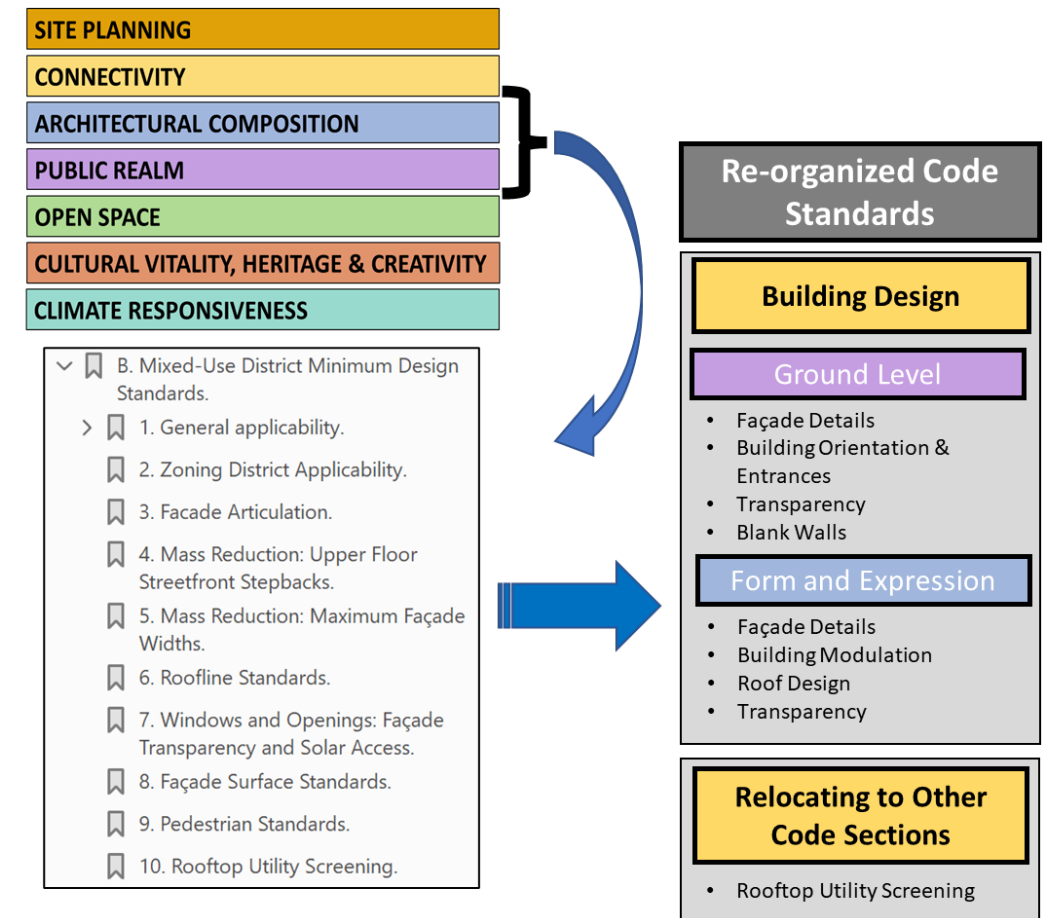 SITE PLANNING
CONNECTIVITY
ARCHITECTURAL COMPOSITION
PUBLIC REALM
OPEN SPACE
CULTURAL VITALITY, HERITAGE & CREATIVITY
CLIMATE RESPONSIVENESS
B. Mixed-Use District Minimum Design
Standards.
1. General applicability.
2. Zoning District Applicability.
3. Facade Articulation.
4. Mass Reduction: Upper Floor
Streetfront Stepbacks.
5. Mass Reduction: Maximum Façade
Widths.
6. Roofline Standards.
7. Windows and Openings: Façade
Transparency and Solar Access.
8. Façade Surface Standards.
9. Pedestrian Standards.
10. Rooftop Utility Screening.
Re-organized Code
Standards
Building Design
Ground Level
• Façade Details
• Building Orientation &
Entrances
• Transparency
• Blank Walls
Form and Expression
• Façade Details
• Building Modulation
• Roof Design
• Transparency
Relocating to Other
Code Sections
• Rooftop Utility Screening